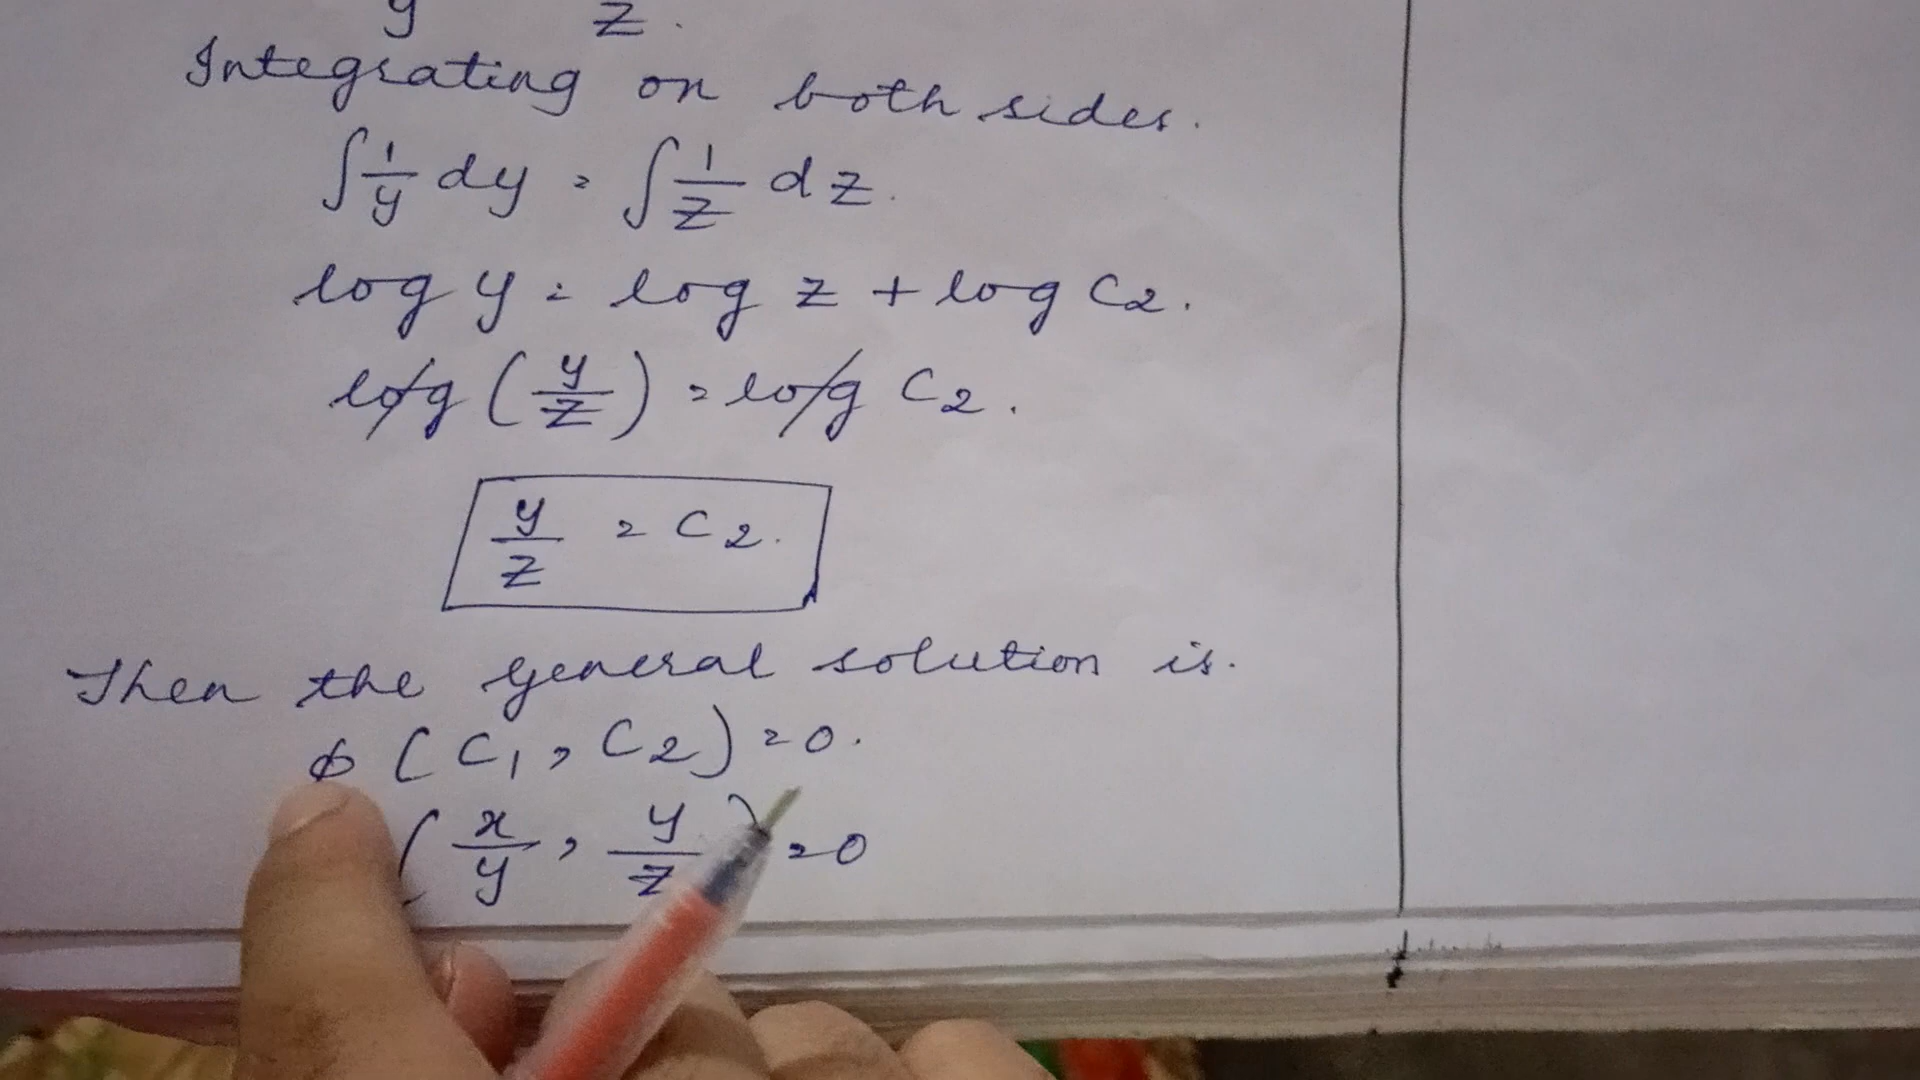 y z.
Integrating on both sides.
∫ 1/y dy = ∫ 1/z dz.
log y = log z + log C2.
log (y/z) = log C2.
y/z = C2.
Then the general solution is.
ϕ (C1, C2) = 0.
(x/y, y/z) = 0